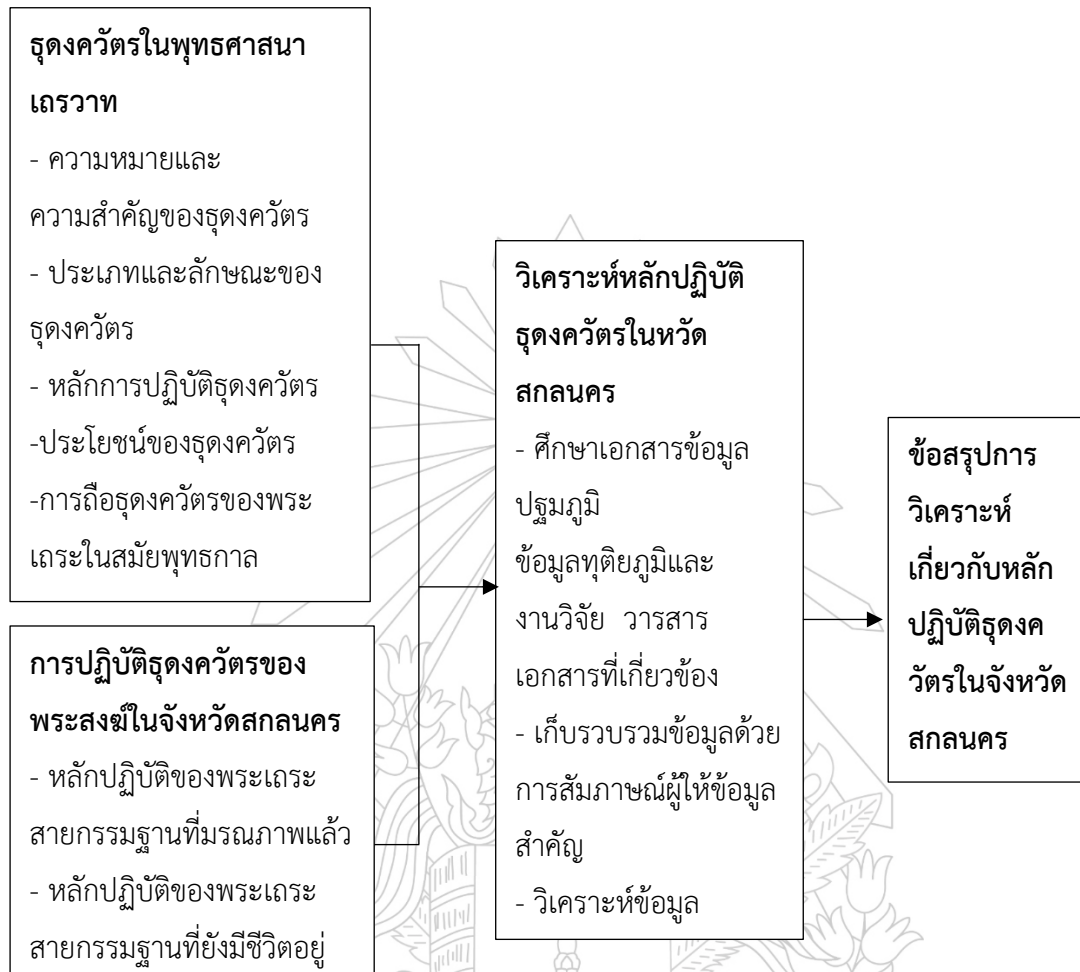 ธุดงควัตรในพุทธศาสนา
เถรวาท
- ความหมายและ
ความสำคัญของธุดงควัตร
- ประเภทและลักษณะของ
ธุดงควัตร
- หลักการปฏิบัติธุดงควัตร
-ประโยชน์ของธุดงควัตร
-การถือธุดงควัตรของพระ
เถระในสมัยพุทธกาล
การปฏิบัติธุดงควัตรของ
พระสงฆ์ในจังหวัดสกลนคร
- หลักปฏิบัติของพระเถระ
สายกรรมฐานที่มรณภาพแล้ว
- หลักปฏิบัติของพระเถระ
สายกรรมฐานที่ยังมีชีวิตอยู่
วิเคราะห์หลักปฏิบัติ
ธุดงควัตรในหวัด
สกลนคร
- ศึกษาเอกสารข้อมูล
ปฐมภูมิ
ข้อมูลทุติยภูมิและ
งานวิจัย วารสาร
เอกสารที่เกี่ยวข้อง
- เก็บรวบรวมข้อมูลด้วย
การสัมภาษณ์ผู้ให้ข้อมูล
สำคัญ
- วิเคราะห์ข้อมูล
ข้อสรุปการ
วิเคราะห์
เกี่ยวกับหลัก
ปฏิบัติธุดงค
วัตรในจังหวัด
สกลนคร